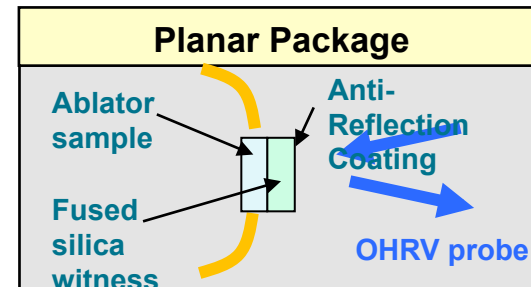 Planar Package
Ablator
sample
Anti-
Reflection
Coating
Fused
silica
witness
OHRV probe